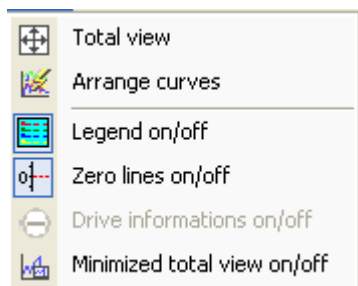 Total view
Arrange curves
Legend on/off
Zero lines on/off
Drive informations on/off
Minimized total view on/off